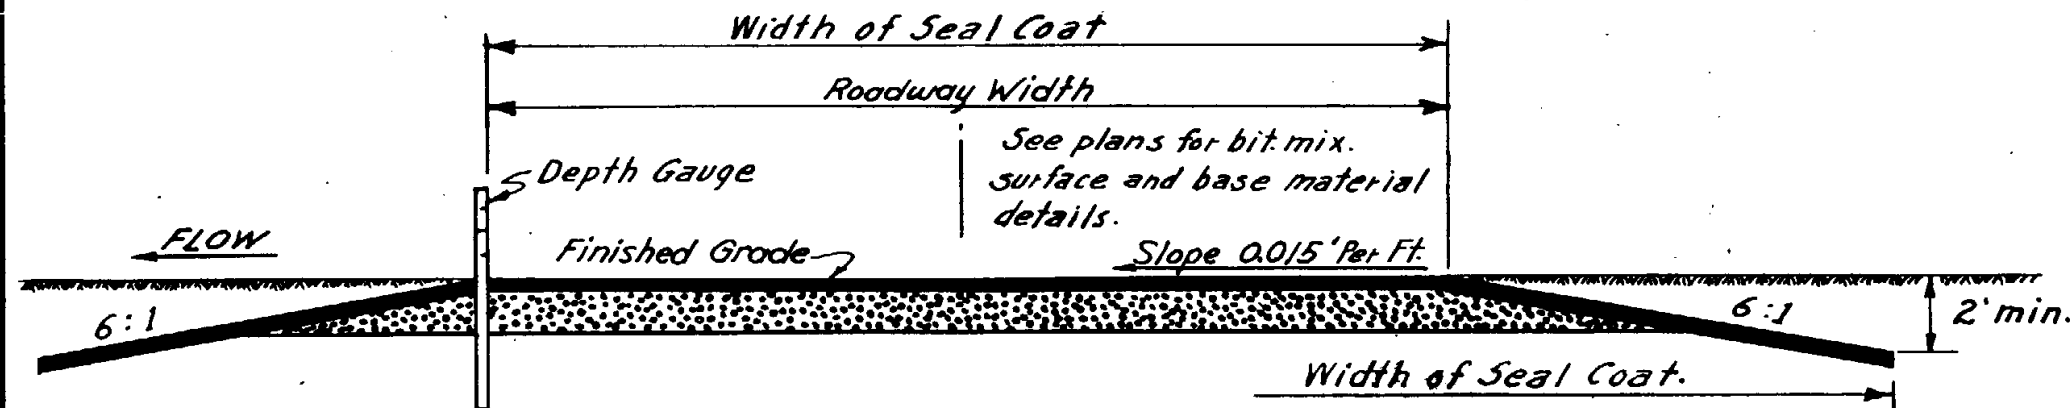 Width of Seal Coat
Roadway Width
See plans for bit. mix.
surface and base material
details.
Depth Gauge
FLOW
Finished Grade
Slope 0.015' Per Ft.
6:1
6:1
2' min.
Width of Seal Coat.